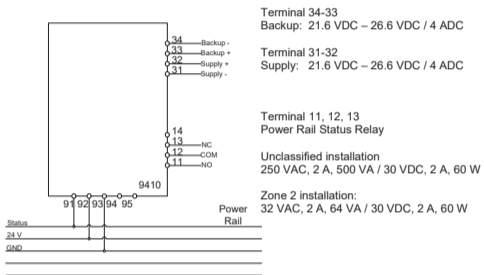 34
Backup -
33
Backup +
32
Supply +
31
Supply -
14
13
NC
12
COM
11
NO
9410
91 92 93 94 95
Power
Rail
Status
24 V
GND
Terminal 34-33
Backup: 21.6 VDC – 26.6 VDC / 4 ADC
Terminal 31-32
Supply: 21.6 VDC – 26.6 VDC / 4 ADC
Terminal 11, 12, 13
Power Rail Status Relay
Unclassified installation
250 VAC, 2 A, 500 VA / 30 VDC, 2 A, 60 W
Zone 2 installation:
32 VAC, 2 A, 64 VA / 30 VDC, 2 A, 60 W